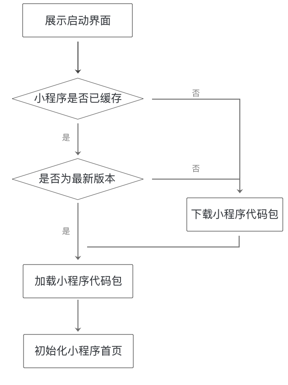 展示启动界面
小程序是否已缓存
否
是
是否为最新版本
否
下载小程序代码包
是
加载小程序代码包
初始化小程序首页